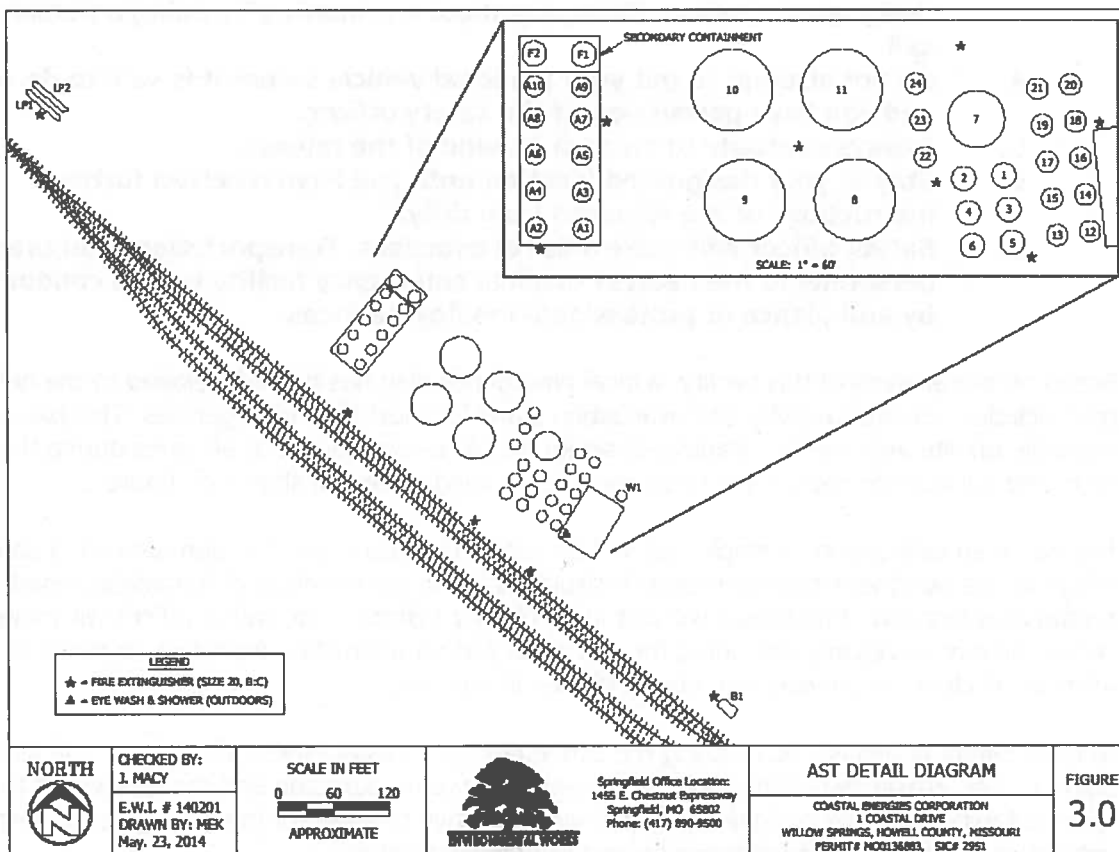 F2 F1
SECONDARY CONTAINMENT
A10 A9
A8 A7
A6 A5
A4 A3
A2 A1
10 11
9 8
24 21 20
23 7 19 18
22 17 16
2 1 15 14
4 3
6 5 13 12
SCALE: 1" = 60'
LP1 LP2
W1
B1
LEGEND
★ - FIRE EXTINGUISHER (SIZE 20, B:C)
▲ - EYE WASH & SHOWER (OUTDOORS)
NORTH
N
CHECKED BY:
J. MACY
E.W.I. # 140201
DRAWN BY: MEK
May. 23, 2014
SCALE IN FEET
0 60 120
APPROXIMATE
ENVIRONMENTAL WORKS
Springfield Office Location:
1455 E. Chestnut Expressway
Springfield, MO 65802
Phone: (417) 890-9500
AST DETAIL DIAGRAM
COASTAL ENERGIES CORPORATION
1 COASTAL DRIVE
WILLOW SPRINGS, HOWELL COUNTY, MISSOURI
PERMIT# MO0136883, SIC# 2951
FIGURE
3.0